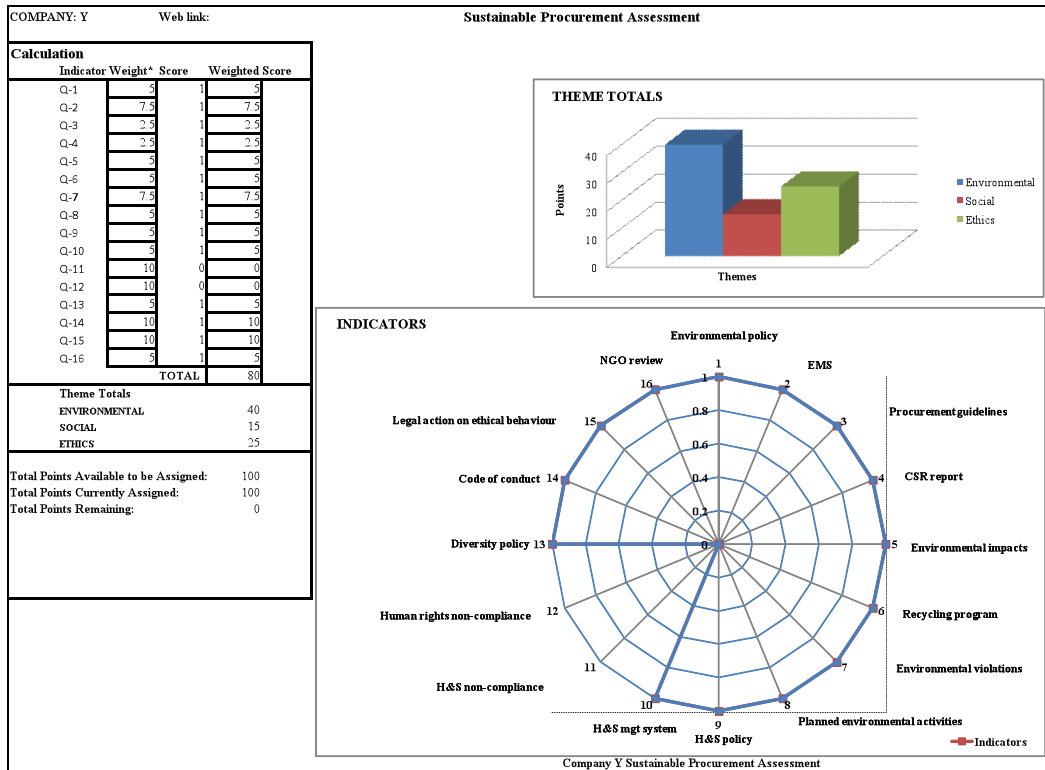 COMPANY: Y Web link: Sustainable Procurement Assessment
Calculation
Indicator Weight* Score Weighted Score
Q-1 5 1 5
Q-2 7.5 1 7.5
Q-3 2.5 1 2.5
Q-4 2.5 1 2.5
Q-5 5 1 5
Q-6 5 1 5
Q-7 7.5 1 7.5
Q-8 5 1 5
Q-9 5 1 5
Q-10 5 1 5
Q-11 10 0 0
Q-12 10 0 0
Q-13 5 1 5
Q-14 10 1 10
Q-15 10 1 10
Q-16 5 1 5
TOTAL 80
Theme Totals
ENVIRONMENTAL 40
SOCIAL 15
ETHICS 25
Total Points Available to be Assigned: 100
Total Points Currently Assigned: 100
Total Points Remaining: 0
THEME TOTALS
Points
40
30
20
10
0
Themes
Environmental
Social
Ethics
INDICATORS
Environmental policy
1
EMS
2
Procurement guidelines
3
CSR report
4
Environmental impacts
5
Recycling program
6
Environmental violations
7
Planned environmental activities
8
H&S policy
9
H&S mgt system
10
H&S non-compliance
11
Human rights non-compliance
12
Diversity policy
13
Code of conduct
14
Legal action on ethical behaviour
15
NGO review
16
1
0.8
0.6
0.4
0.2
0
Indicators
Company Y Sustainable Procurement Assessment